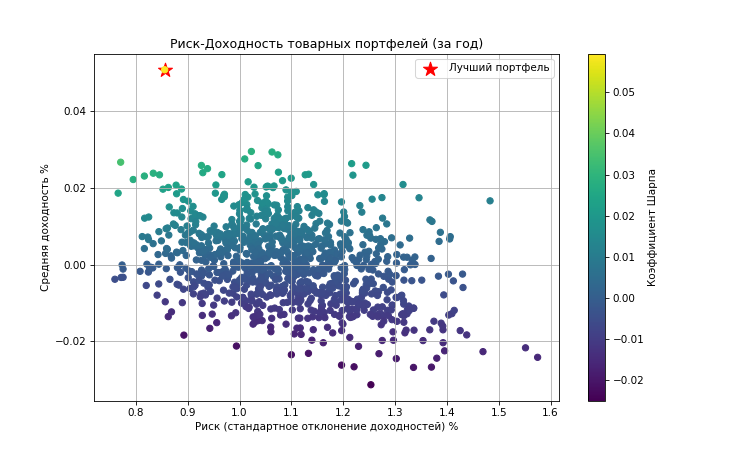 Риск-Доходность товарных портфелей (за год)
Лучший портфель
Средняя доходность %
0.04
0.02
0.00
−0.02
0.8 0.9 1.0 1.1 1.2 1.3 1.4 1.5 1.6
Риск (стандартное отклонение доходностей) %
0.05
0.04
0.03
0.02
0.01
0.00
−0.01
−0.02
Коэффициент Шарпа